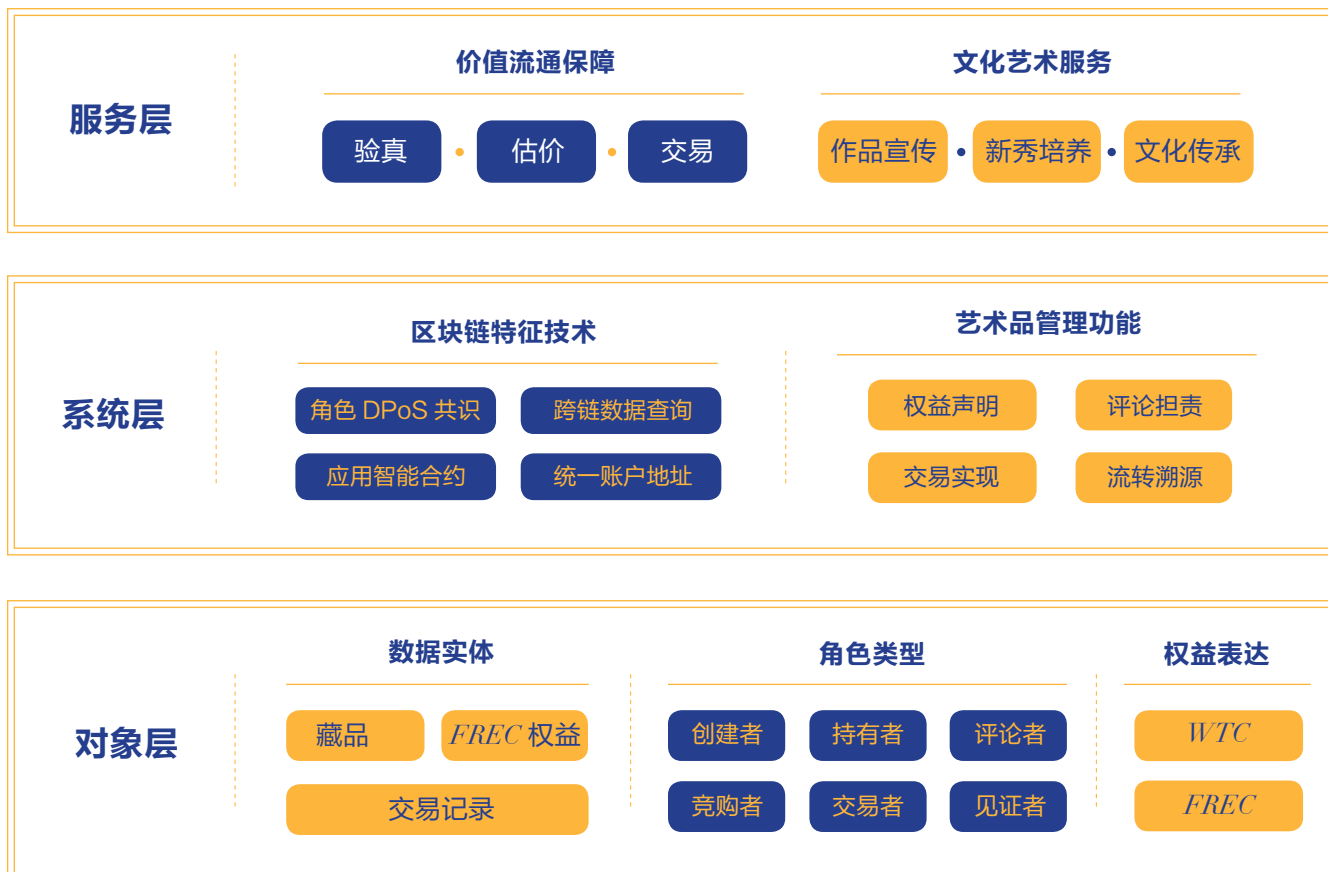 服务层
价值流通保障
验真 • 估价 • 交易
文化艺术服务
作品宣传 • 新秀培养 • 文化传承
系统层
区块链特征技术
角色 DPoS 共识 跨链数据查询
应用智能合约 统一账户地址
艺术品管理功能
权益声明 评论担责
交易实现 流转溯源
对象层
数据实体
藏品 FREC 权益
交易记录
角色类型
创建者 持有者 评论者
竞购者 交易者 见证者
权益表达
WTC
FREC